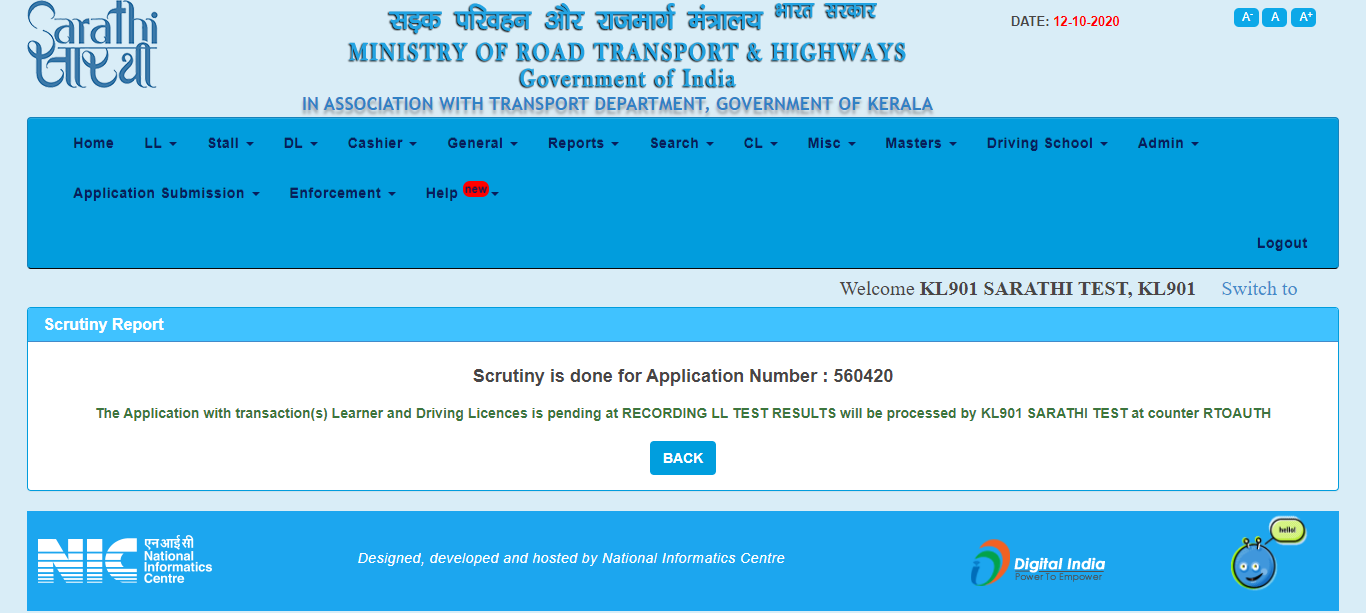 Sarathi
सारथी
सड़क परिवहन और राजमार्ग मंत्रालय भारत सरकार
MINISTRY OF ROAD TRANSPORT & HIGHWAYS
Government of India
IN ASSOCIATION WITH TRANSPORT DEPARTMENT, GOVERNMENT OF KERALA
DATE: 12-10-2020
A- A A+
Home LL Stall DL Cashier General Reports Search CL Misc Masters Driving School Admin
Application Submission Enforcement Help new
Logout
Welcome KL901 SARATHI TEST, KL901 Switch to
Scrutiny Report
Scrutiny is done for Application Number : 560420
The Application with transaction(s) Learner and Driving Licences is pending at RECORDING LL TEST RESULTS will be processed by KL901 SARATHI TEST at counter RTOAUTH
BACK
NIC
एन आई सी
National
Informatics
Centre
Designed, developed and hosted by National Informatics Centre
Digital India
Power To Empower
hello!